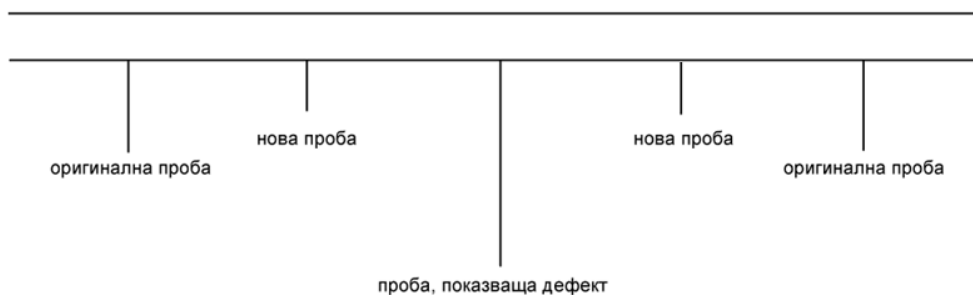 нова проба
нова проба
оригинална проба
оригинална проба
проба, показваща дефект